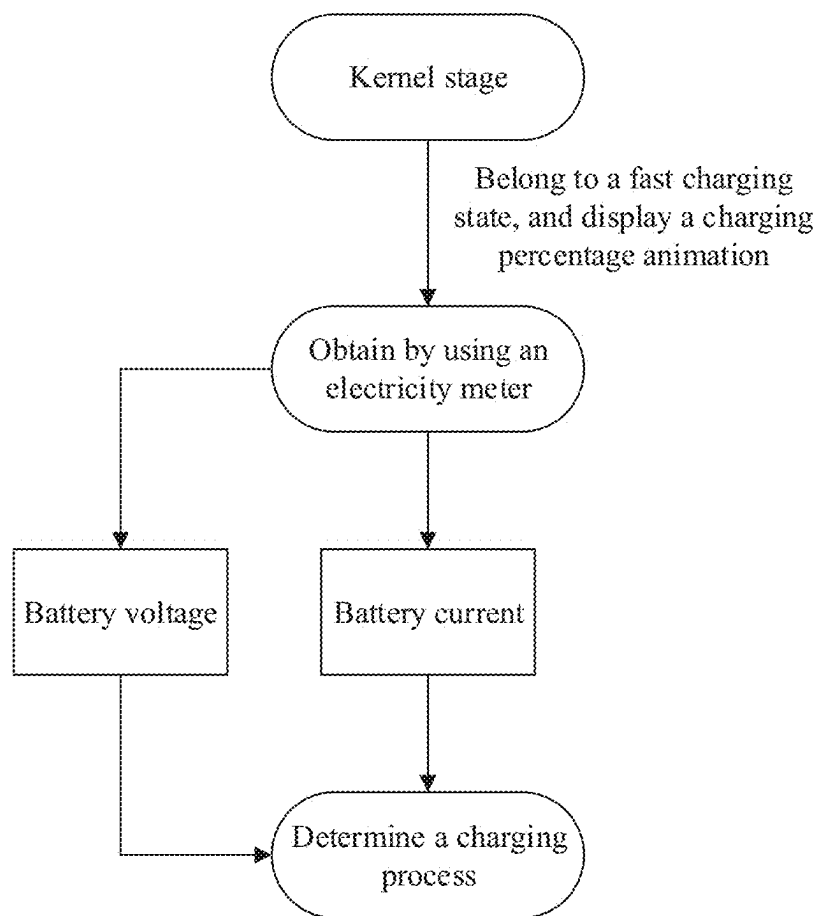 Kernel stage
Belong to a fast charging
state, and display a charging
percentage animation
Obtain by using an
electricity meter
Battery voltage
Battery current
Determine a charging
process